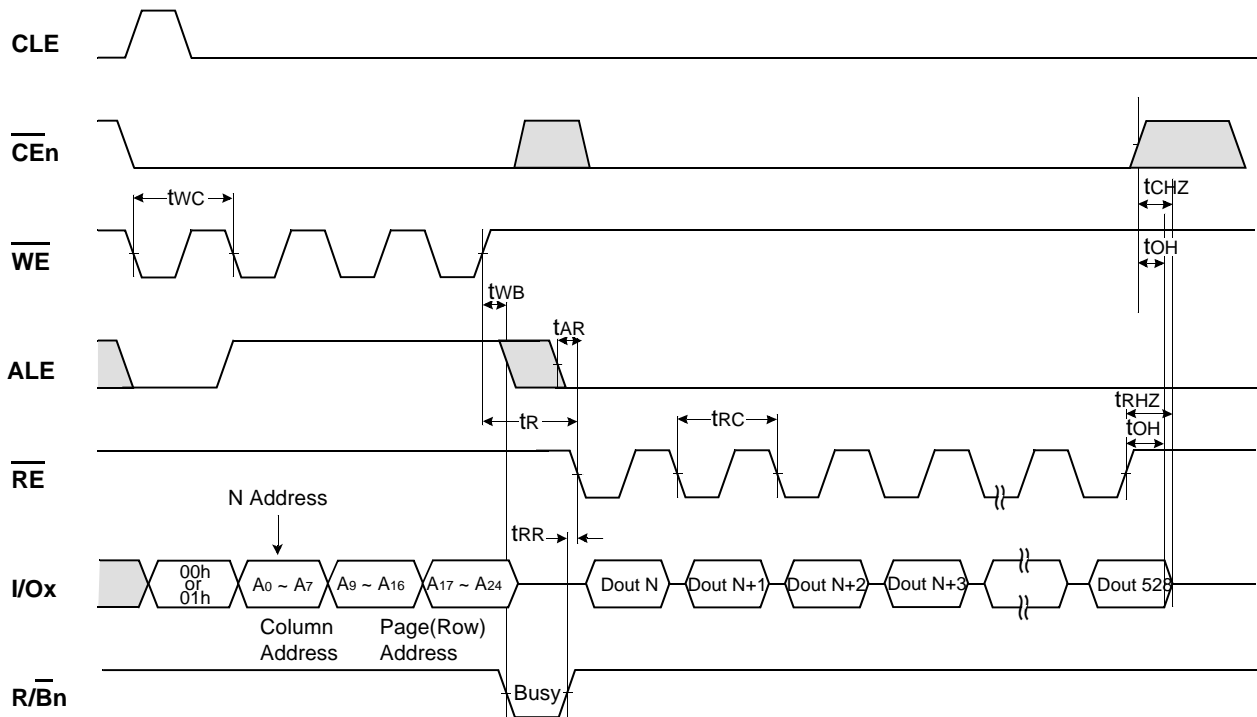 CLE
CEn
tCHZ
tWC
WE
tOH
tWB
tAR
ALE
tRHZ
tR
tRC
tOH
RE
N Address
tRR
I/Ox
00h
or
01h
A0 ~ A7
A9 ~ A16
A17 ~ A24
Dout N
Dout N+1
Dout N+2
Dout N+3
Dout 528
Column
Address
Page(Row)
Address
R/Bn
Busy